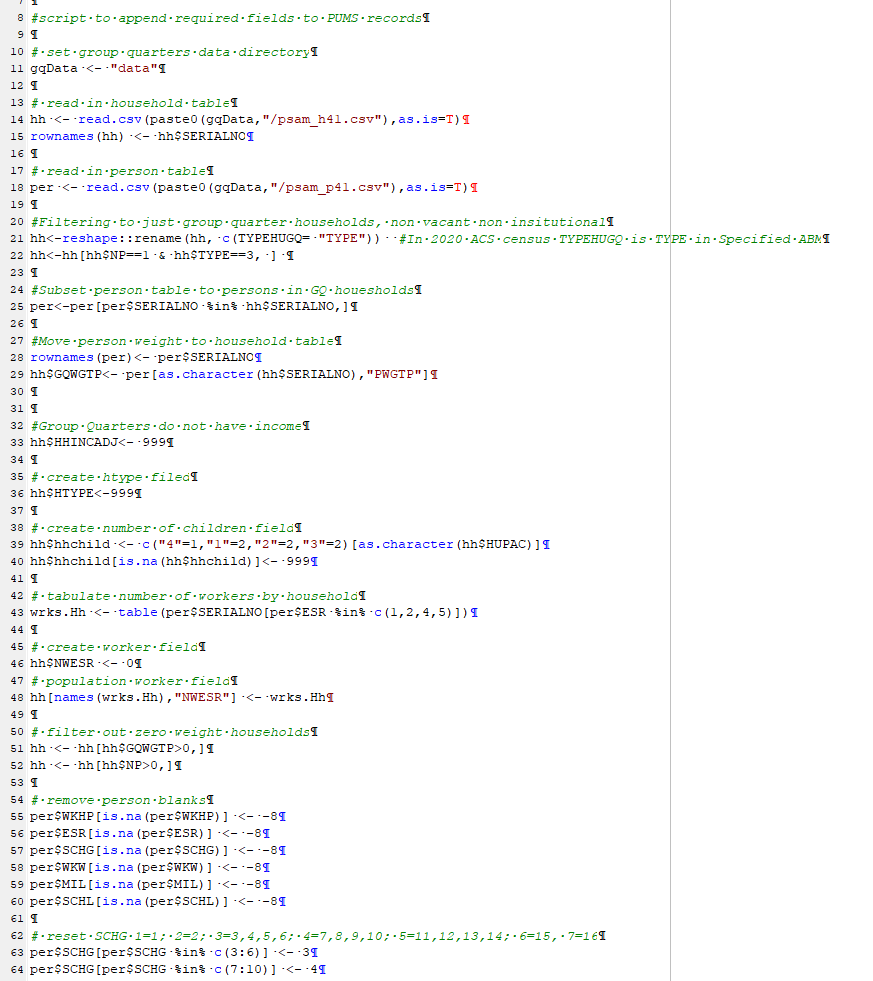 7 ¶
8 #script·to·append·required·fields·to·PUMS·records¶
9 ¶
10 #·set·group·quarters·data·directory¶
11 gqData·<-·"data"¶
12 ¶
13 #·read·in·household·table¶
14 hh·<-·read.csv(paste0(gqData,"/psam_h41.csv"),as.is=T)¶
15 rownames(hh)·<-·hh$SERIALNO¶
16 ¶
17 #·read·in·person·table¶
18 per·<-·read.csv(paste0(gqData,"/psam_p41.csv"),as.is=T)¶
19 ¶
20 #Filtering·to·just·group·quarter·households,·non·vacant·non·insitutional¶
21 hh<-reshape::rename(hh,·c(TYPEHUGQ=·"TYPE"))··#In·2020·ACS·census·TYPEHUGQ·is·TYPE·in·Specified·ABM¶
22 hh<-hh[hh$NP==1·&·hh$TYPE==3,·]·¶
23 ¶
24 #Subset·person·table·to·persons·in·GQ·houesholds¶
25 per<-per[per$SERIALNO·%in%·hh$SERIALNO,]¶
26 ¶
27 #Move·person·weight·to·household·table¶
28 rownames(per)<-·per$SERIALNO¶
29 hh$GQWGTP<-·per[as.character(hh$SERIALNO),"PWGTP"]¶
30 ¶
31 ¶
32 #Group·Quarters·do·not·have·income¶
33 hh$HHINCADJ<-·999¶
34 ¶
35 #·create·htype·filed¶
36 hh$HTYPE<-999¶
37 ¶
38 #·create·number·of·children·field¶
39 hh$hhchild·<-·c("4"=1,"1"=2,"2"=2,"3"=2)[as.character(hh$HUPAC)]¶
40 hh$hhchild[is.na(hh$hhchild)]<-·999¶
41 ¶
42 #·tabulate·number·of·workers·by·household¶
43 wrks.Hh·<-·table(per$SERIALNO[per$ESR·%in%·c(1,2,4,5)])¶
44 ¶
45 #·create·worker·field¶
46 hh$NWESR·<-·0¶
47 #·population·worker·field¶
48 hh[names(wrks.Hh),"NWESR"]·<-·wrks.Hh¶
49 ¶
50 #·filter·out·zero·weight·households¶
51 hh·<-·hh[hh$GQWGTP>0,]¶
52 hh·<-·hh[hh$NP>0,]¶
53 ¶
54 #·remove·person·blanks¶
55 per$WKHP[is.na(per$WKHP)]·<-·-8¶
56 per$ESR[is.na(per$ESR)]·<-·-8¶
57 per$SCHG[is.na(per$SCHG)]·<-·-8¶
58 per$WKW[is.na(per$WKW)]·<-·-8¶
59 per$MIL[is.na(per$MIL)]·<-·-8¶
60 per$SCHL[is.na(per$SCHL)]·<-·-8¶
61 ¶
62 #·reset·SCHG·1=1;·2=2;·3=3,4,5,6;·4=7,8,9,10;·5=11,12,13,14;·6=15,·7=16¶
63 per$SCHG[per$SCHG·%in%·c(3:6)]·<-·3¶
64 per$SCHG[per$SCHG·%in%·c(7:10)]·<-·4¶